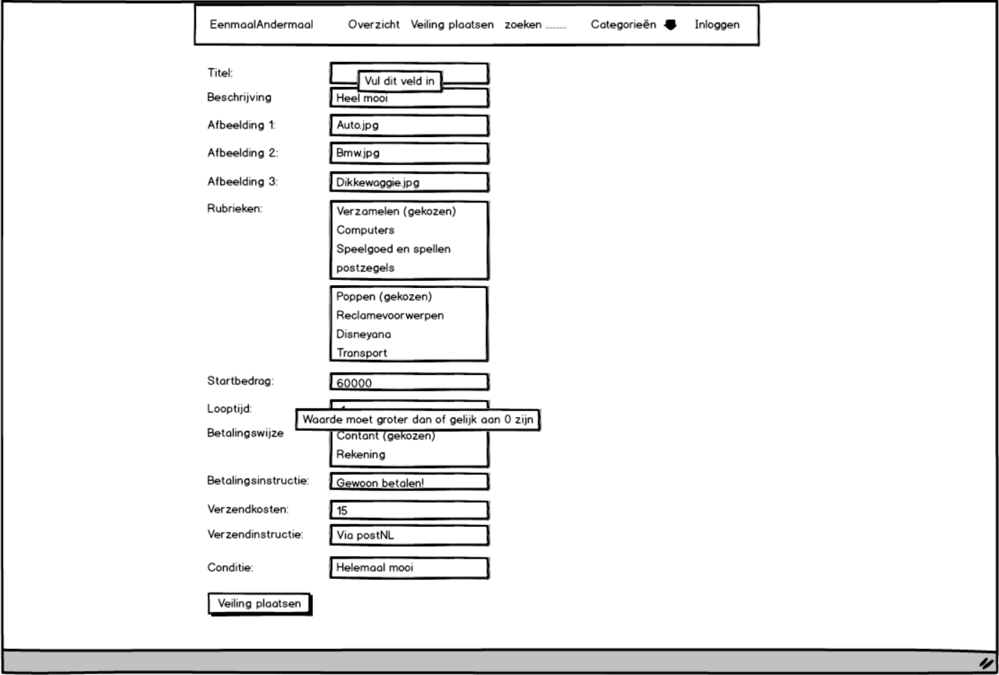 EenmaalAndermaal Overzicht Veiling plaatsen zoeken ......... Categorieën Inloggen
Titel:
Vul dit veld in
Beschrijving Heel mooi
Afbeelding 1: Auto.jpg
Afbeelding 2: Bmw.jpg
Afbeelding 3: Dikkewaggie.jpg
Rubrieken: Verzamelen (gekozen)
Computers
Speelgoed en spellen
postzegels
Poppen (gekozen)
Reclamevoorwerpen
Disneyana
Transport
Startbedrag: 60000
Looptijd:
Waarde moet groter dan of gelijk aan 0 zijn
Betalingswijze Contant (gekozen)
Rekening
Betalingsinstructie: Gewoon betalen!
Verzendkosten: 15
Verzendinstructie: Via postNL
Conditie: Helemaal mooi
Veiling plaatsen